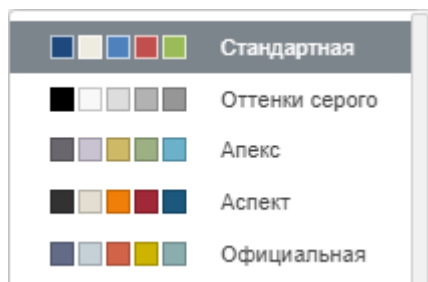 Стандартная
Оттенки серого
Апекс
Аспект
Официальная